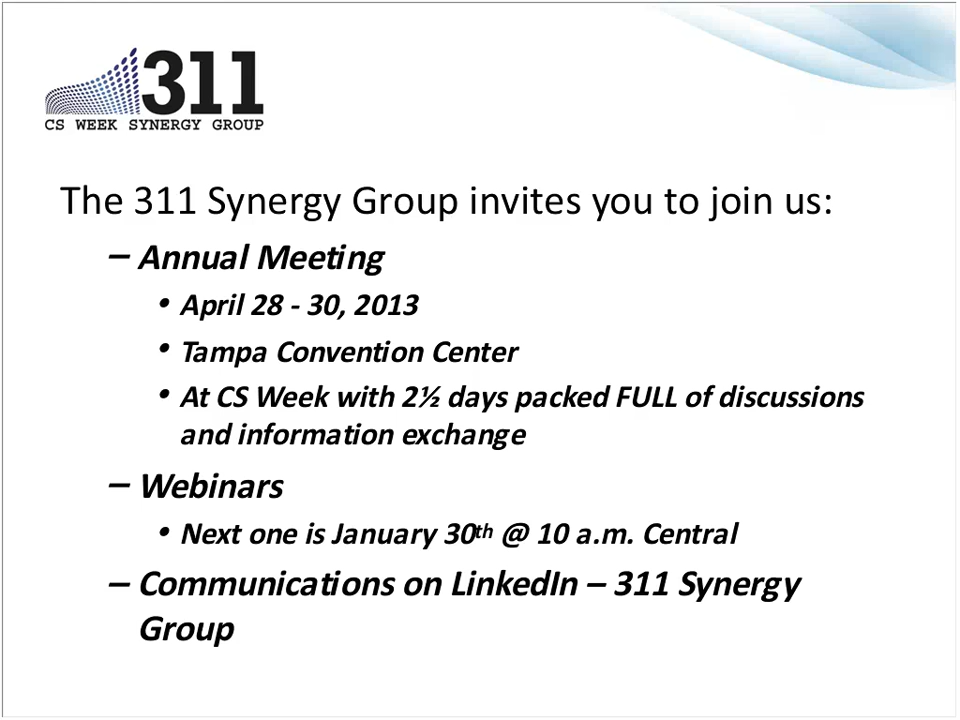 311
CS WEEK SYNERGY GROUP
The 311 Synergy Group invites you to join us:
– Annual Meeting
• April 28 - 30, 2013
• Tampa Convention Center
• At CS Week with 2½ days packed FULL of discussions
and information exchange
– Webinars
• Next one is January 30th @ 10 a.m. Central
– Communications on LinkedIn – 311 Synergy
Group